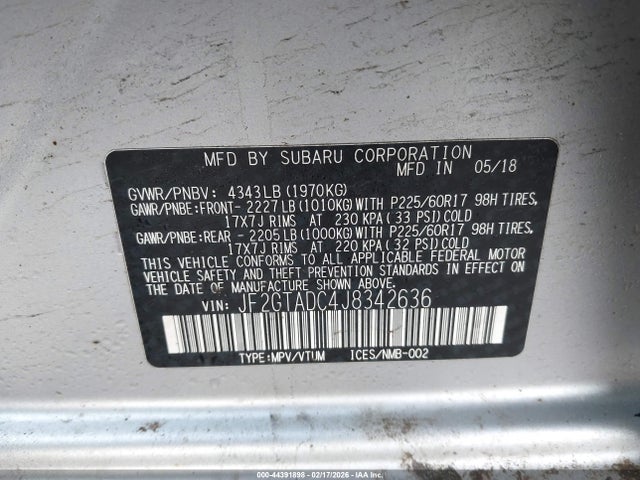 MFD BY SUBARU CORPORATION
MFD IN 05/18
GVWR/PNBV: 4343LB(1970KG)
GAWR/PNBE:FRONT- 2227LB(1010KG)WITH P225/60R17 98H TIRES,
17X7J RIMS AT 230 KPA(33 PSI)COLD
GAWR/PNBE:REAR - 2205LB(1000KG)WITH P225/60R17 98H TIRES,
17X7J RIMS AT 220 KPA(32 PSI)COLD
THIS VEHICLE CONFORMS TO ALL APPLICABLE FEDERAL MOTOR
VEHICLE SAFETY AND THEFT PREVENTION STANDARDS IN EFFECT ON
THE DATE OF MANUFACTURE SHOWN ABOVE.
VIN: JF2GTADC4J8342636
TYPE:MPV/VTUM ICES/NMB-002
000-44391898 - 02/17/2026 - IAAI.COM